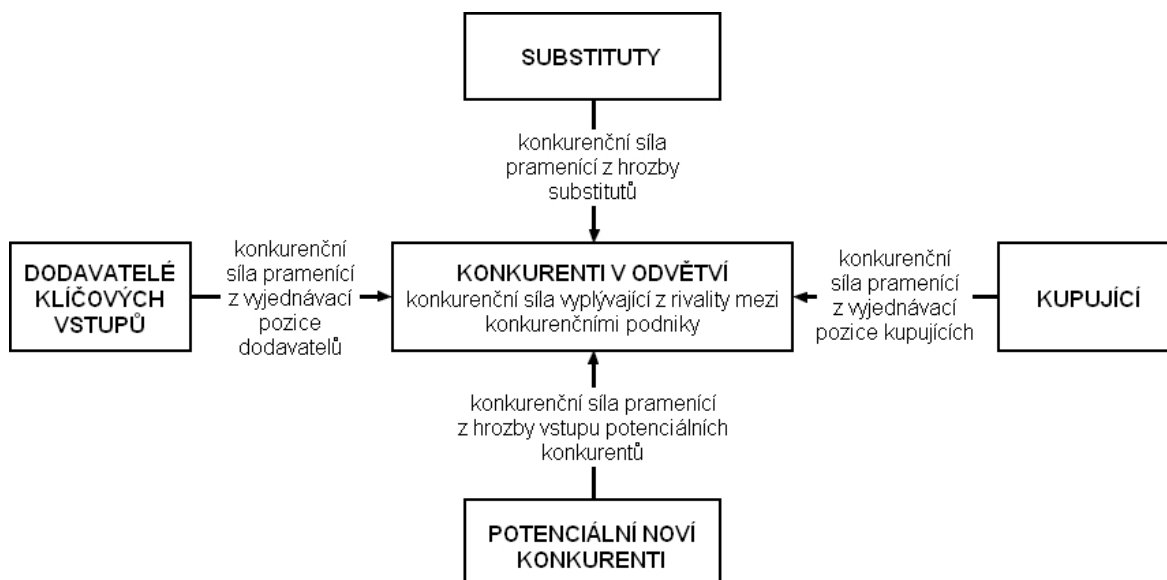 SUBSTITUTY
konkurenční síla
pramenící z hrozby
substitutů
DODAVATELÉ
KLÍČOVÝCH
VSTUPŮ
konkurenční
síla pramenící
z vyjednávací
pozice
dodavatelů
KONKURENTI V ODVĚTVÍ
konkurenční síla vyplývající z rivality mezi
konkurenčními podniky
konkurenční
síla pramenící
z vyjednávací
pozice kupujících
KUPUJÍCÍ
konkurenční síla pramenící
z hrozby vstupu potenciálních
konkurentů
POTENCIÁLNÍ NOVÍ
KONKURENTI